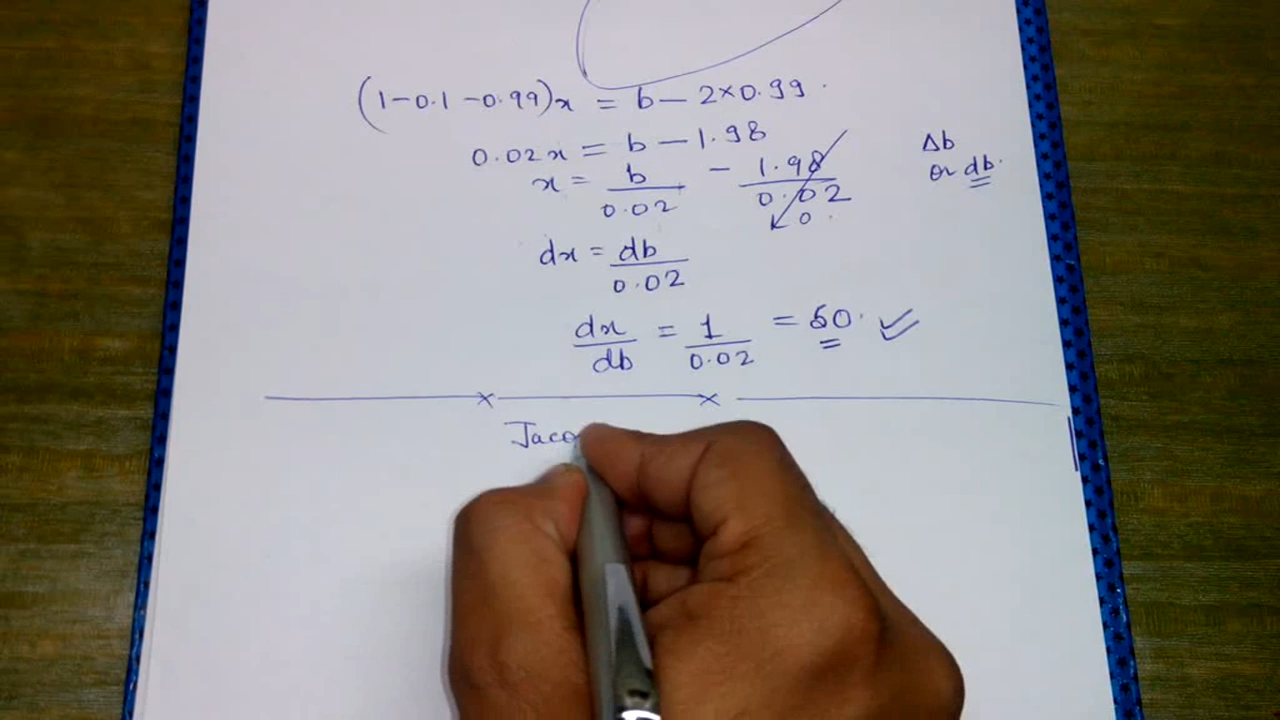 (1-0.1-0.99)x = b - 2×0.99.
0.02x = b - 1.98
x = b/0.02 - 1.98/0.02 0.
Δb
or db.
dx = db/0.02
dx/db = 1/0.02 = 50.
Jaco